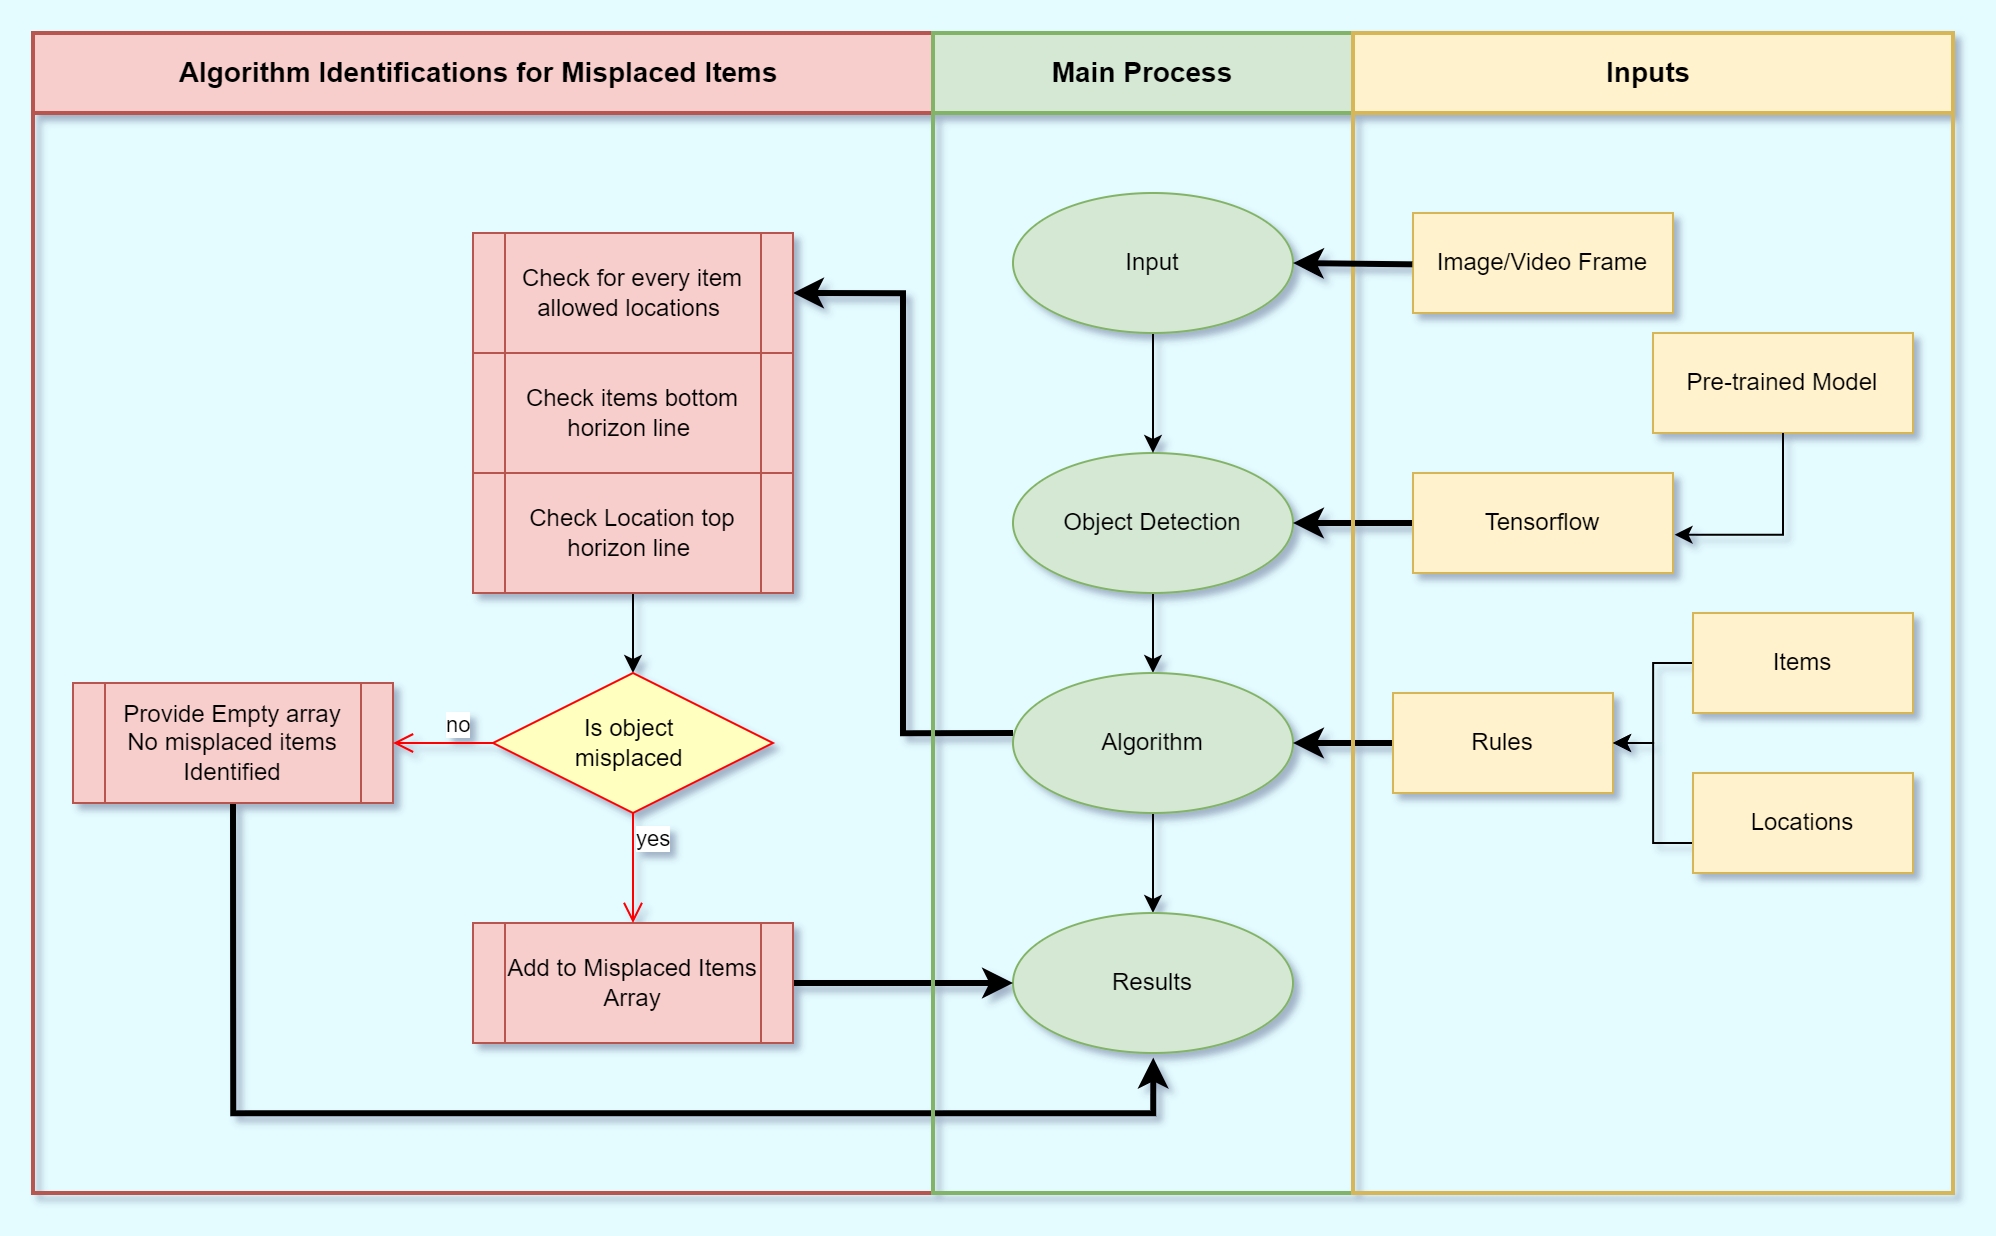 Algorithm Identifications for Misplaced Items
Main Process
Inputs
Check for every item
allowed locations
Check items bottom
horizon line
Check Location top
horizon line
Is object
misplaced
no
yes
Provide Empty array
No misplaced items
Identified
Add to Misplaced Items
Array
Input
Object Detection
Algorithm
Results
Image/Video Frame
Pre-trained Model
Tensorflow
Items
Rules
Locations